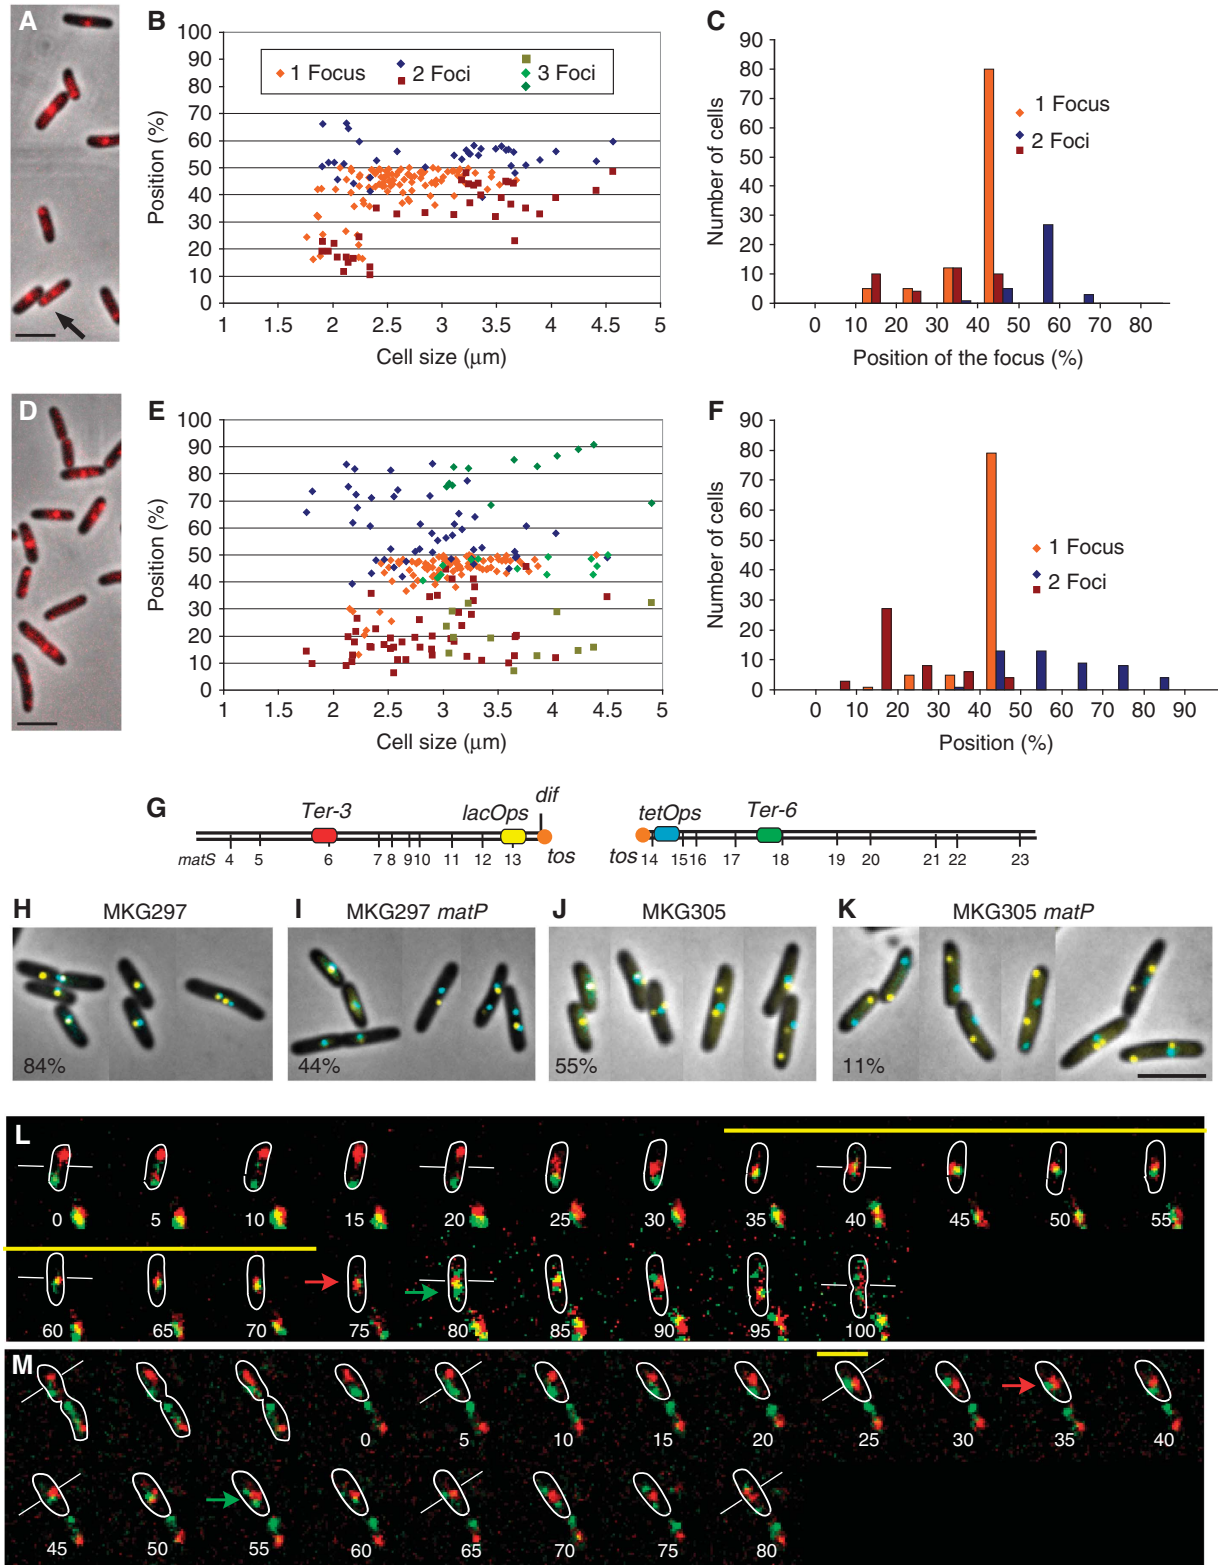 A
B
Position (%)
100
90
80
70
60
50
40
30
20
10
0
1 Focus
2 Foci
3 Foci
1 1.5 2 2.5 3 3.5 4 4.5 5
Cell size (μm)
C
Number of cells
90
80
70
60
50
40
30
20
10
0
1 Focus
2 Foci
0 10 20 30 40 50 60 70 80
Position of the focus (%)
D
E
Position (%)
100
90
80
70
60
50
40
30
20
10
0
1 1.5 2 2.5 3 3.5 4 4.5 5
Cell size (μm)
F
Number of cells
90
80
70
60
50
40
30
20
10
0
1 Focus
2 Foci
0 10 20 30 40 50 60 70 80 90
Position (%)
G
Ter-3 lacOps dif tetOps Ter-6
tos tos
matS 4 5 6 7 8 9 10 11 12 13 14 15 16 17 18 19 20 21 22 23
H MKG297
84%
I MKG297 matP
44%
J MKG305
55%
K MKG305 matP
11%
L
0 5 10 15 20 25 30 35 40 45 50 55
60 65 70 75 80 85 90 95 100
M
0 5 10 15 20 25 30 35 40
45 50 55 60 65 70 75 80